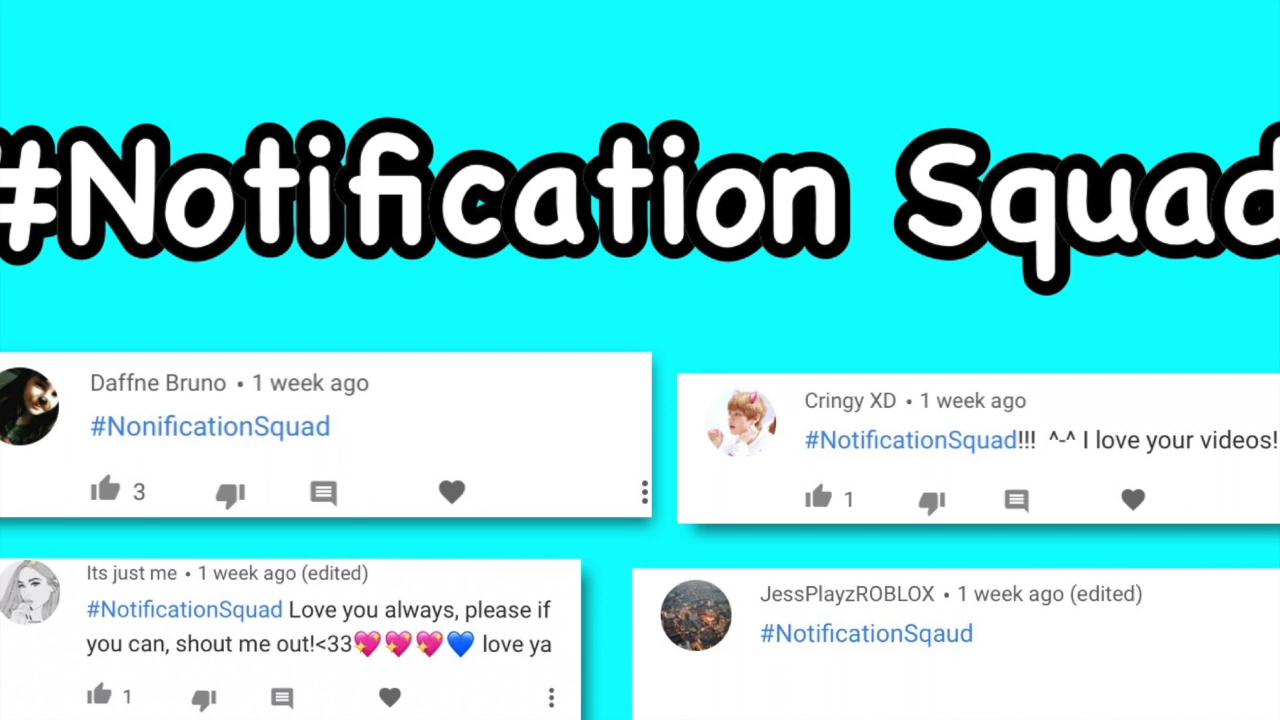 #Notification Squad
Daffne Bruno • 1 week ago
#NonificationSquad
3
Cringy XD • 1 week ago
#NotificationSquad!!! ^-^ I love your videos!
1
Its just me • 1 week ago (edited)
#NotificationSquad Love you always, please if
you can, shout me out!<33💖💖💖💙 love ya
1
JessPlayzROBLOX • 1 week ago (edited)
#NotificationSqaud